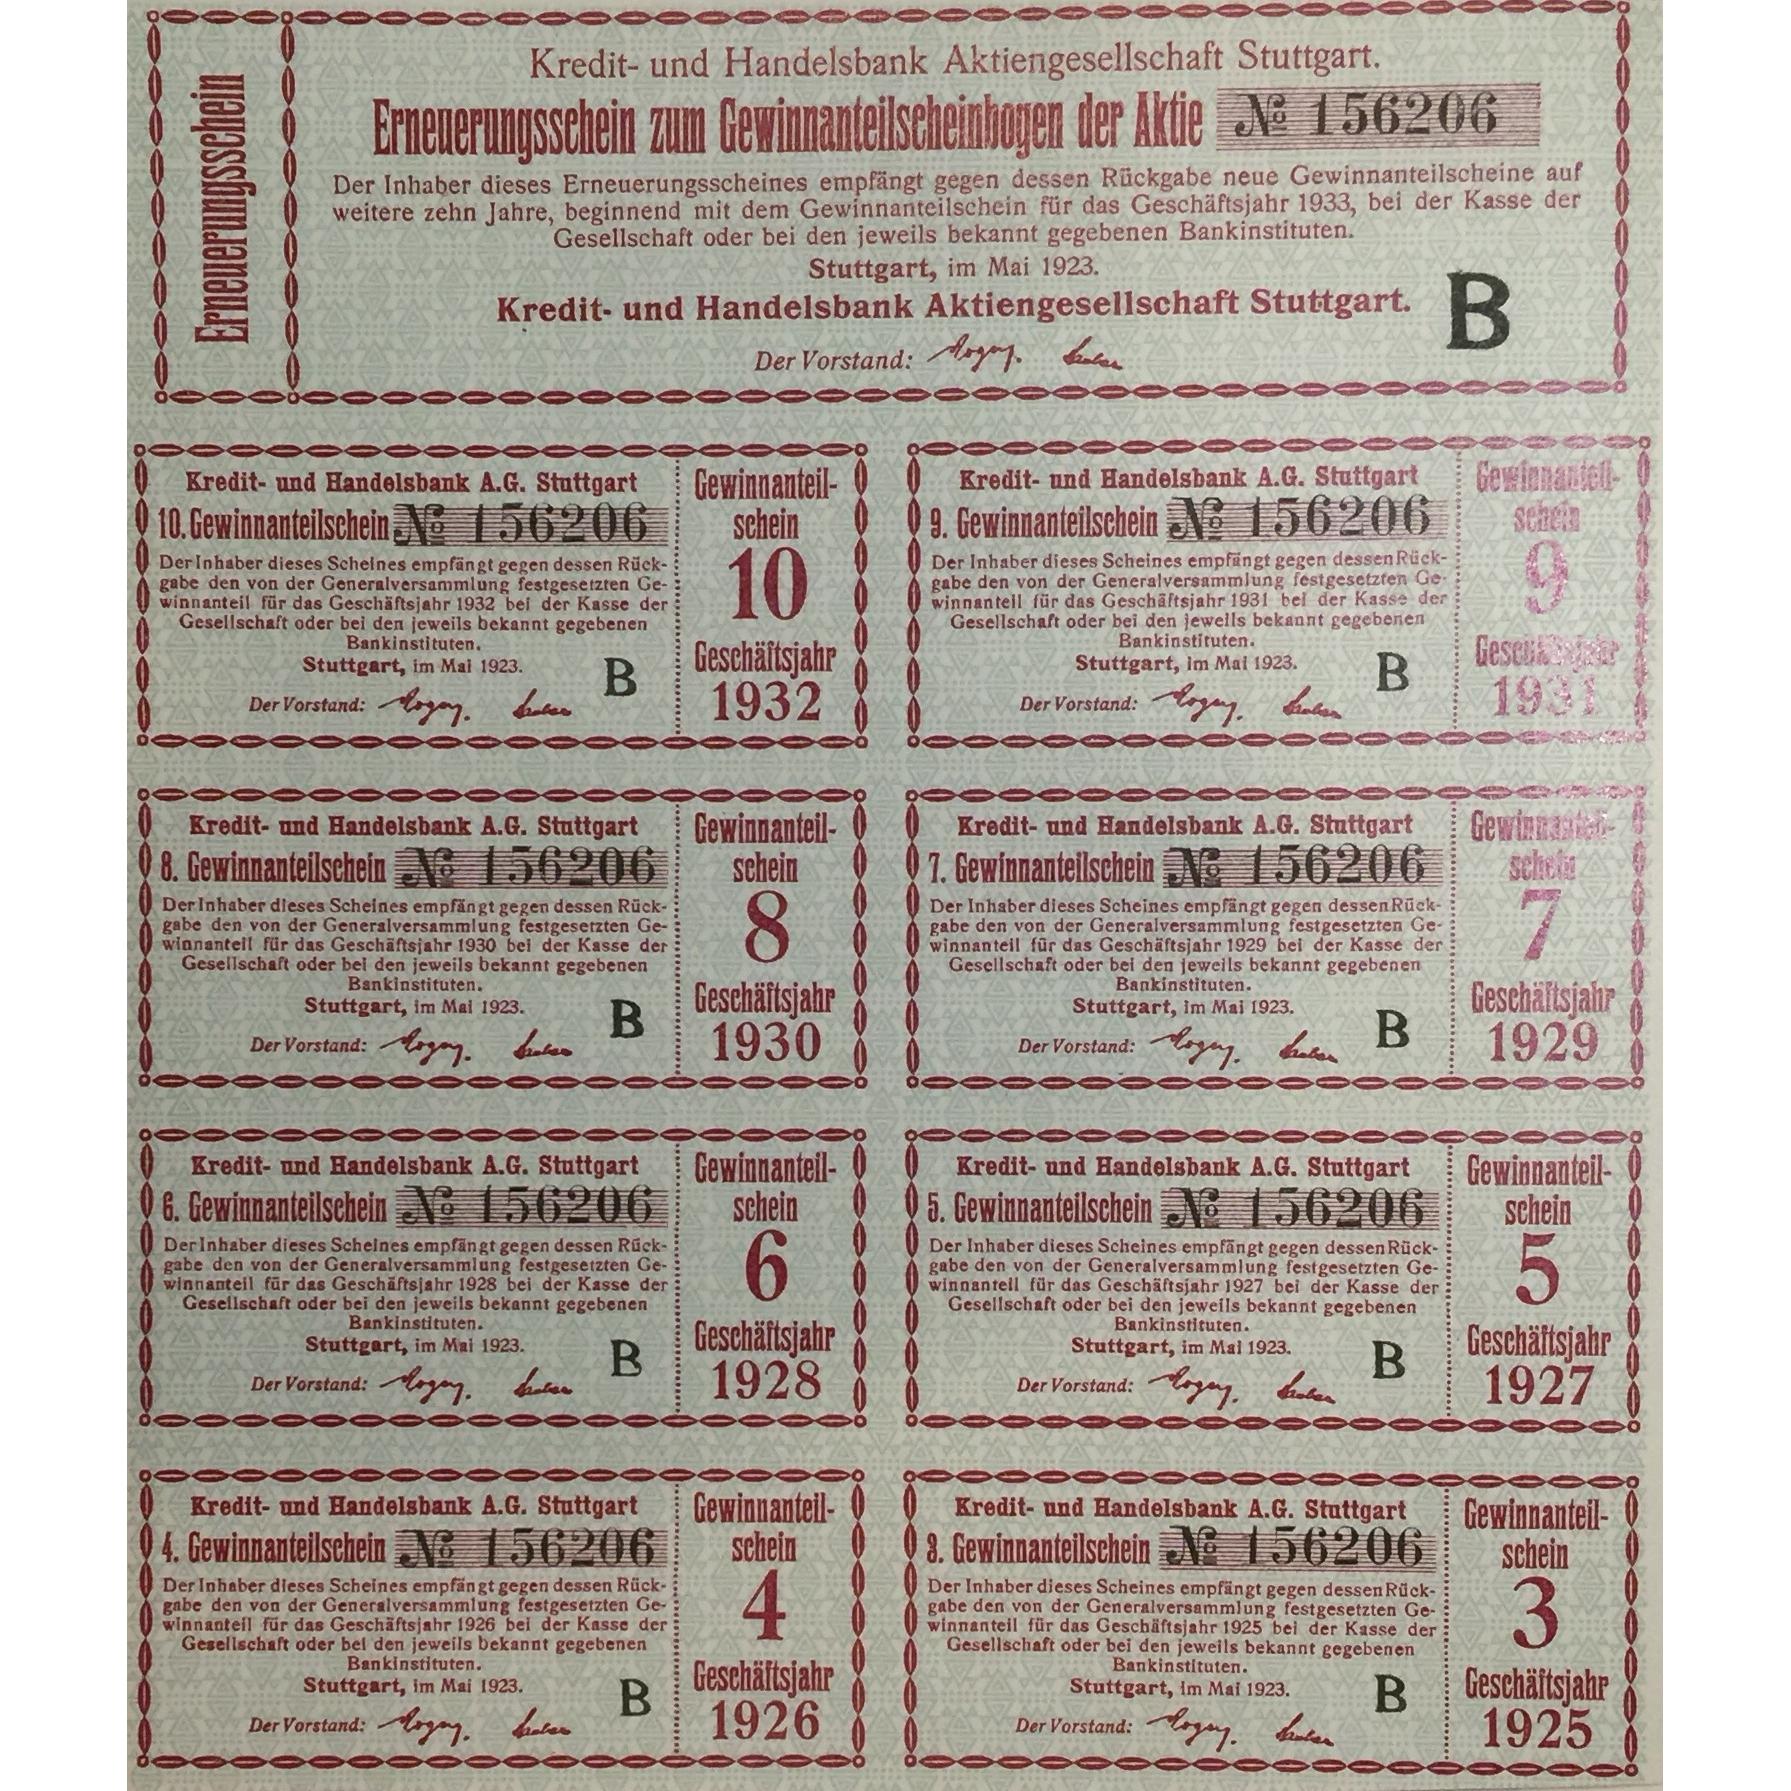 Erneuerungsschein
Kredit- und Handelsbank Aktiengesellschaft Stuttgart.
Erneuerungsschein zum Gewinnanteilscheinbogen der Aktie № 156206
Der Inhaber dieses Erneuerungsscheines empfängt gegen dessen Rückgabe neue Gewinnanteilscheine auf
weitere zehn Jahre, beginnend mit dem Gewinnanteilschein für das Geschäftsjahr 1933, bei der Kasse der
Gesellschaft oder bei den jeweils bekannt gegebenen Bankinstituten.
Stuttgart, im Mai 1923.
Kredit- und Handelsbank Aktiengesellschaft Stuttgart.
B
Der Vorstand:
Kredit- und Handelsbank A.G. Stuttgart
10. Gewinnanteilschein № 156206
Der Inhaber dieses Scheines empfängt gegen dessen Rück-
gabe den von der Generalversammlung festgesetzten Ge-
winnanteil für das Geschäftsjahr 1932 bei der Kasse der
Gesellschaft oder bei den jeweils bekannt gegebenen
Bankinstituten.
Stuttgart, im Mai 1923.
B
Der Vorstand:
Gewinnanteil-
schein
10
Geschäftsjahr
1932
Kredit- und Handelsbank A.G. Stuttgart
9. Gewinnanteilschein № 156206
Der Inhaber dieses Scheines empfängt gegen dessen Rück-
gabe den von der Generalversammlung festgesetzten Ge-
winnanteil für das Geschäftsjahr 1931 bei der Kasse der
Gesellschaft oder bei den jeweils bekannt gegebenen
Bankinstituten.
Stuttgart, im Mai 1923.
B
Der Vorstand:
Gewinnanteil-
schein
9
Geschäftsjahr
1931
Kredit- und Handelsbank A.G. Stuttgart
8. Gewinnanteilschein № 156206
Der Inhaber dieses Scheines empfängt gegen dessen Rück-
gabe den von der Generalversammlung festgesetzten Ge-
winnanteil für das Geschäftsjahr 1930 bei der Kasse der
Gesellschaft oder bei den jeweils bekannt gegebenen
Bankinstituten.
Stuttgart, im Mai 1923.
B
Der Vorstand:
Gewinnanteil-
schein
8
Geschäftsjahr
1930
Kredit- und Handelsbank A.G. Stuttgart
7. Gewinnanteilschein № 156206
Der Inhaber dieses Scheines empfängt gegen dessen Rück-
gabe den von der Generalversammlung festgesetzten Ge-
winnanteil für das Geschäftsjahr 1929 bei der Kasse der
Gesellschaft oder bei den jeweils bekannt gegebenen
Bankinstituten.
Stuttgart, im Mai 1923.
B
Der Vorstand:
Gewinnanteil-
schein
7
Geschäftsjahr
1929
Kredit- und Handelsbank A.G. Stuttgart
6. Gewinnanteilschein № 156206
Der Inhaber dieses Scheines empfängt gegen dessen Rück-
gabe den von der Generalversammlung festgesetzten Ge-
winnanteil für das Geschäftsjahr 1928 bei der Kasse der
Gesellschaft oder bei den jeweils bekannt gegebenen
Bankinstituten.
Stuttgart, im Mai 1923.
B
Der Vorstand:
Gewinnanteil-
schein
6
Geschäftsjahr
1928
Kredit- und Handelsbank A.G. Stuttgart
5. Gewinnanteilschein № 156206
Der Inhaber dieses Scheines empfängt gegen dessen Rück-
gabe den von der Generalversammlung festgesetzten Ge-
winnanteil für das Geschäftsjahr 1927 bei der Kasse der
Gesellschaft oder bei den jeweils bekannt gegebenen
Bankinstituten.
Stuttgart, im Mai 1923.
B
Der Vorstand:
Gewinnanteil-
schein
5
Geschäftsjahr
1927
Kredit- und Handelsbank A.G. Stuttgart
4. Gewinnanteilschein № 156206
Der Inhaber dieses Scheines empfängt gegen dessen Rück-
gabe den von der Generalversammlung festgesetzten Ge-
winnanteil für das Geschäftsjahr 1926 bei der Kasse der
Gesellschaft oder bei den jeweils bekannt gegebenen
Bankinstituten.
Stuttgart, im Mai 1923.
B
Der Vorstand:
Gewinnanteil-
schein
4
Geschäftsjahr
1926
Kredit- und Handelsbank A.G. Stuttgart
3. Gewinnanteilschein № 156206
Der Inhaber dieses Scheines empfängt gegen dessen Rück-
gabe den von der Generalversammlung festgesetzten Ge-
winnanteil für das Geschäftsjahr 1925 bei der Kasse der
Gesellschaft oder bei den jeweils bekannt gegebenen
Bankinstituten.
Stuttgart, im Mai 1923.
B
Der Vorstand:
Gewinnanteil-
schein
3
Geschäftsjahr
1925